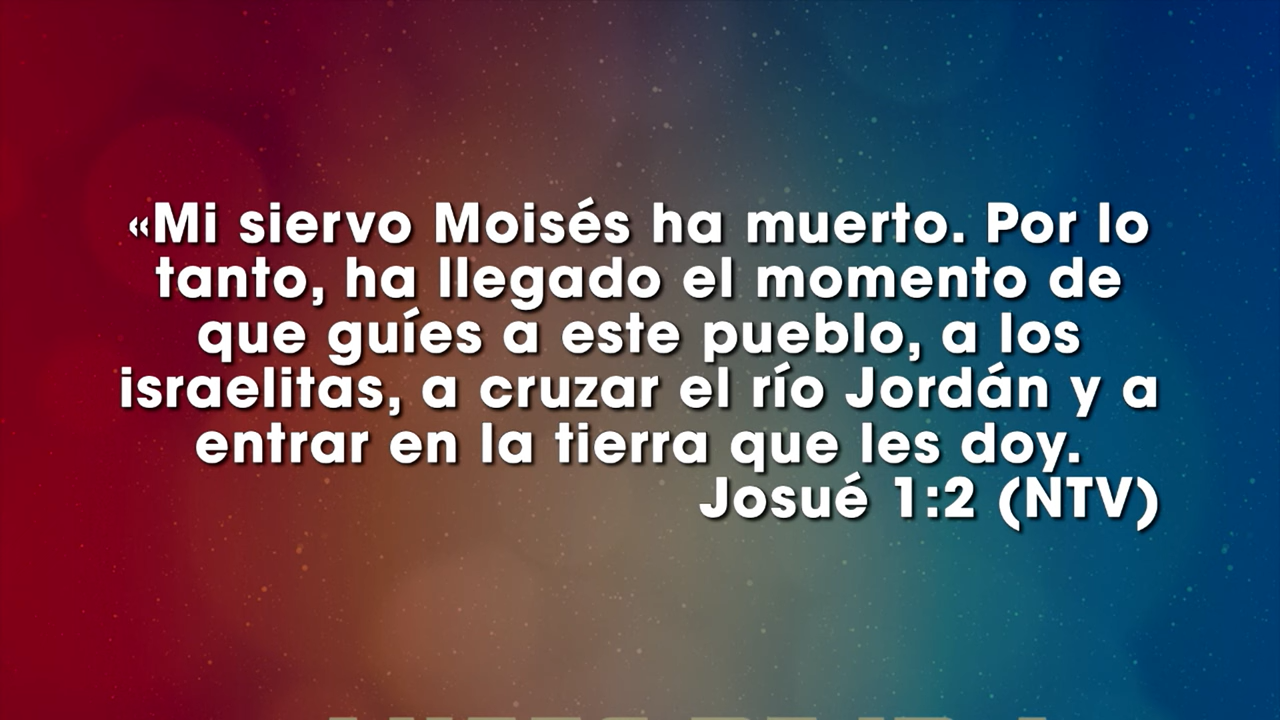 «Mi siervo Moisés ha muerto. Por lo
tanto, ha llegado el momento de
que guíes a este pueblo, a los
israelitas, a cruzar el río Jordán y a
entrar en la tierra que les doy.
Josué 1:2 (NTV)